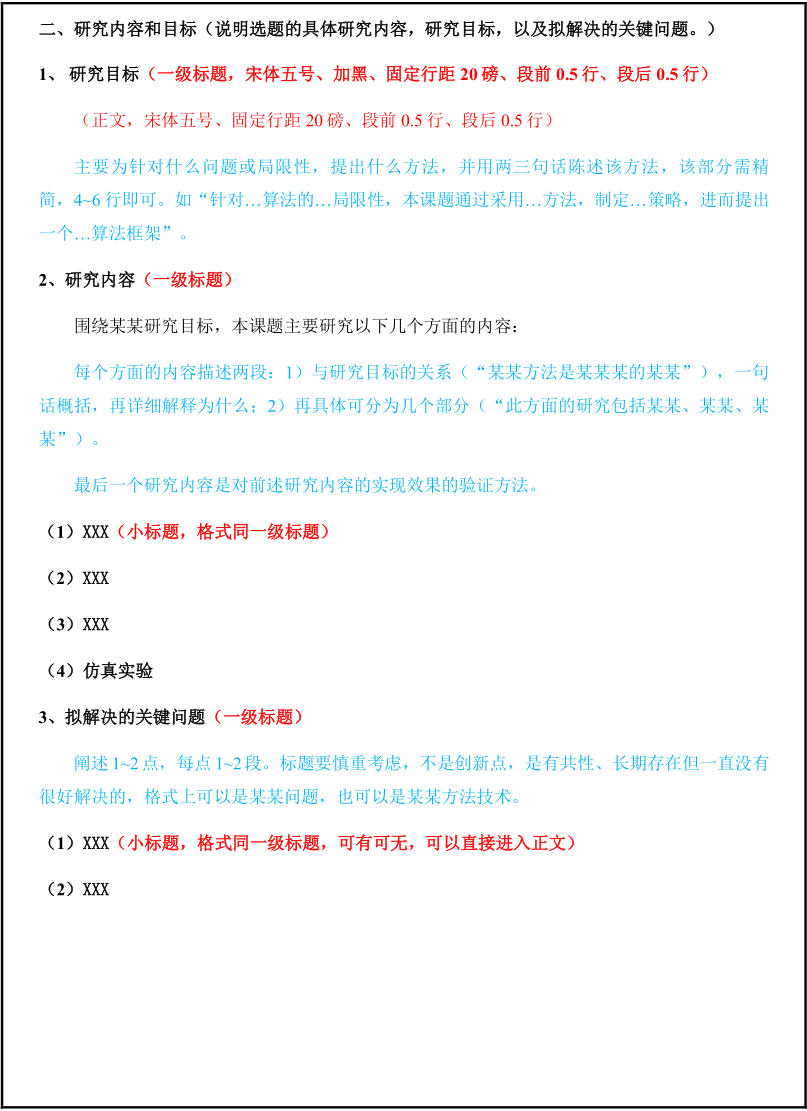 二、研究内容和目标（说明选题的具体研究内容，研究目标，以及拟解决的关键问题。）
1、 研究目标（一级标题，宋体五号、加黑、固定行距 20 磅、段前 0.5 行、段后 0.5 行）
（正文，宋体五号、固定行距 20 磅、段前 0.5 行、段后 0.5 行）
主要为针对什么问题或局限性，提出什么方法，并用两三句话陈述该方法，该部分需精
简，4~6 行即可。如“针对…算法的…局限性，本课题通过采用…方法，制定…策略，进而提出
一个…算法框架”。
2、研究内容（一级标题）
围绕某某研究目标，本课题主要研究以下几个方面的内容：
每个方面的内容描述两段：1）与研究目标的关系（“某某方法是某某某的某某”），一句
话概括，再详细解释为什么；2）再具体可分为几个部分（“此方面的研究包括某某、某某、某
某”）。
最后一个研究内容是对前述研究内容的实现效果的验证方法。
（1）XXX（小标题，格式同一级标题）
（2）XXX
（3）XXX
（4）仿真实验
3、拟解决的关键问题（一级标题）
阐述 1~2 点，每点 1~2 段。标题要慎重考虑，不是创新点，是有共性、长期存在但一直没有
很好解决的，格式上可以是某某问题，也可以是某某方法技术。
（1）XXX（小标题，格式同一级标题，可有可无，可以直接进入正文）
（2）XXX